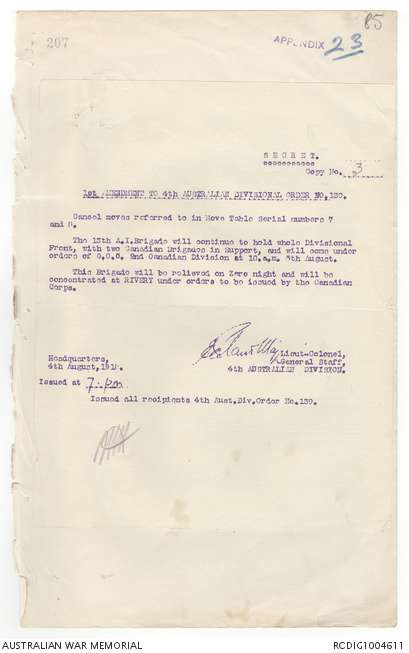 85
207
APPENDIX 23
S E C R E T.
Copy No. 3
1st AMENDMENT TO 4th AUSTRALIAN DIVISIONAL ORDER NO.139.
Cancel moves referred to in Move Table Serial numbers 7
and 8.
The 13th A.I.Brigade will continue to hold whole Divisional
Front, with two Canadian Brigades in Support, and will come under
orders of G.O.C. 2nd Canadian Division at 10.a.m. 5th August.
This Brigade will be relieved on Zero night and will be
concentrated at RIVERY under orders to be issued by the Canadian
Corps.
Lieut-Colonel,
Headquarters,
General Staff,
4th August, 1918.
4th AUSTRALIAN DIVISION.
Issued at
Issued all recipients 4th Aust.Div.Order No.139.
AUSTRALIAN WAR MEMORIAL
RCDIG1004611